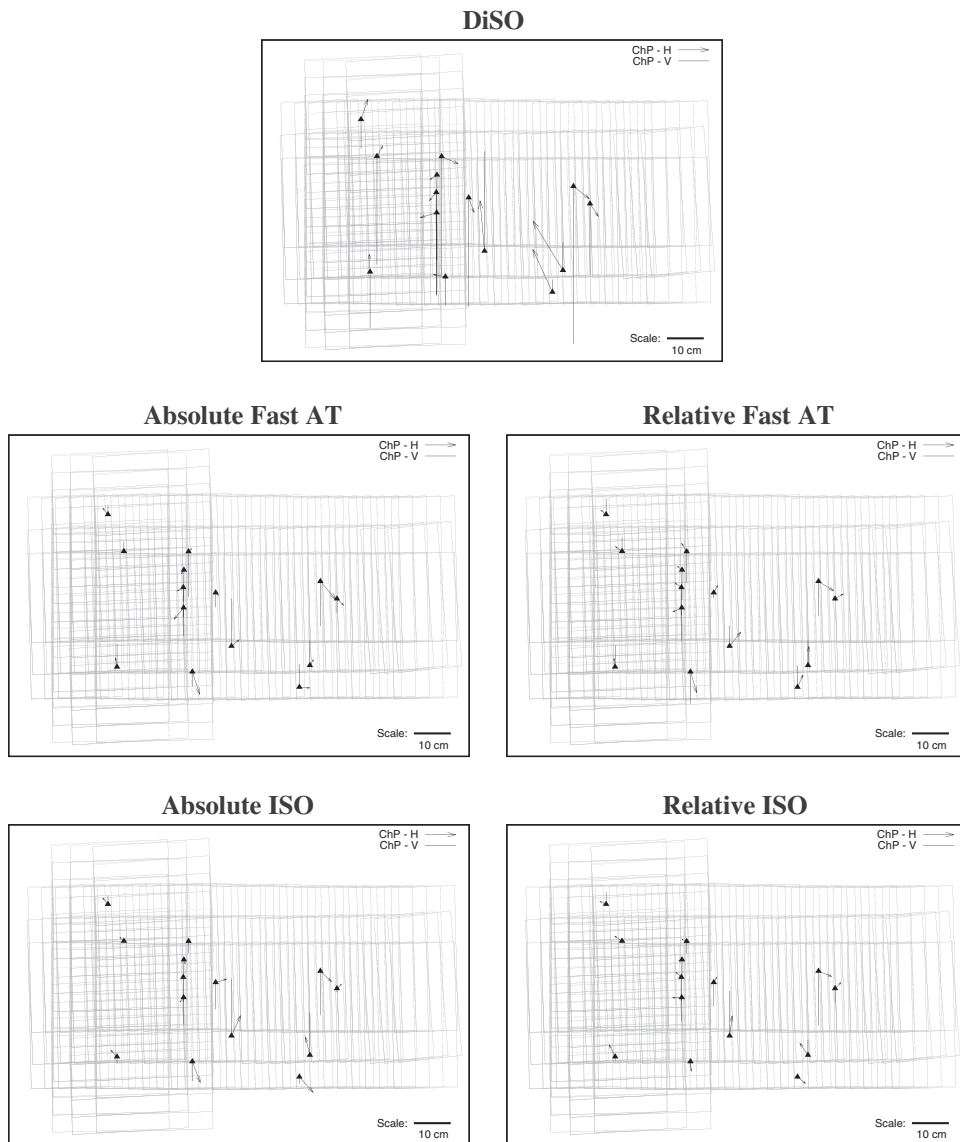 DiSO
ChP - H
ChP - V
Scale:
10 cm
Absolute Fast AT
ChP - H
ChP - V
Scale:
10 cm
Relative Fast AT
ChP - H
ChP - V
Scale:
10 cm
Absolute ISO
ChP - H
ChP - V
Scale:
10 cm
Relative ISO
ChP - H
ChP - V
Scale:
10 cm